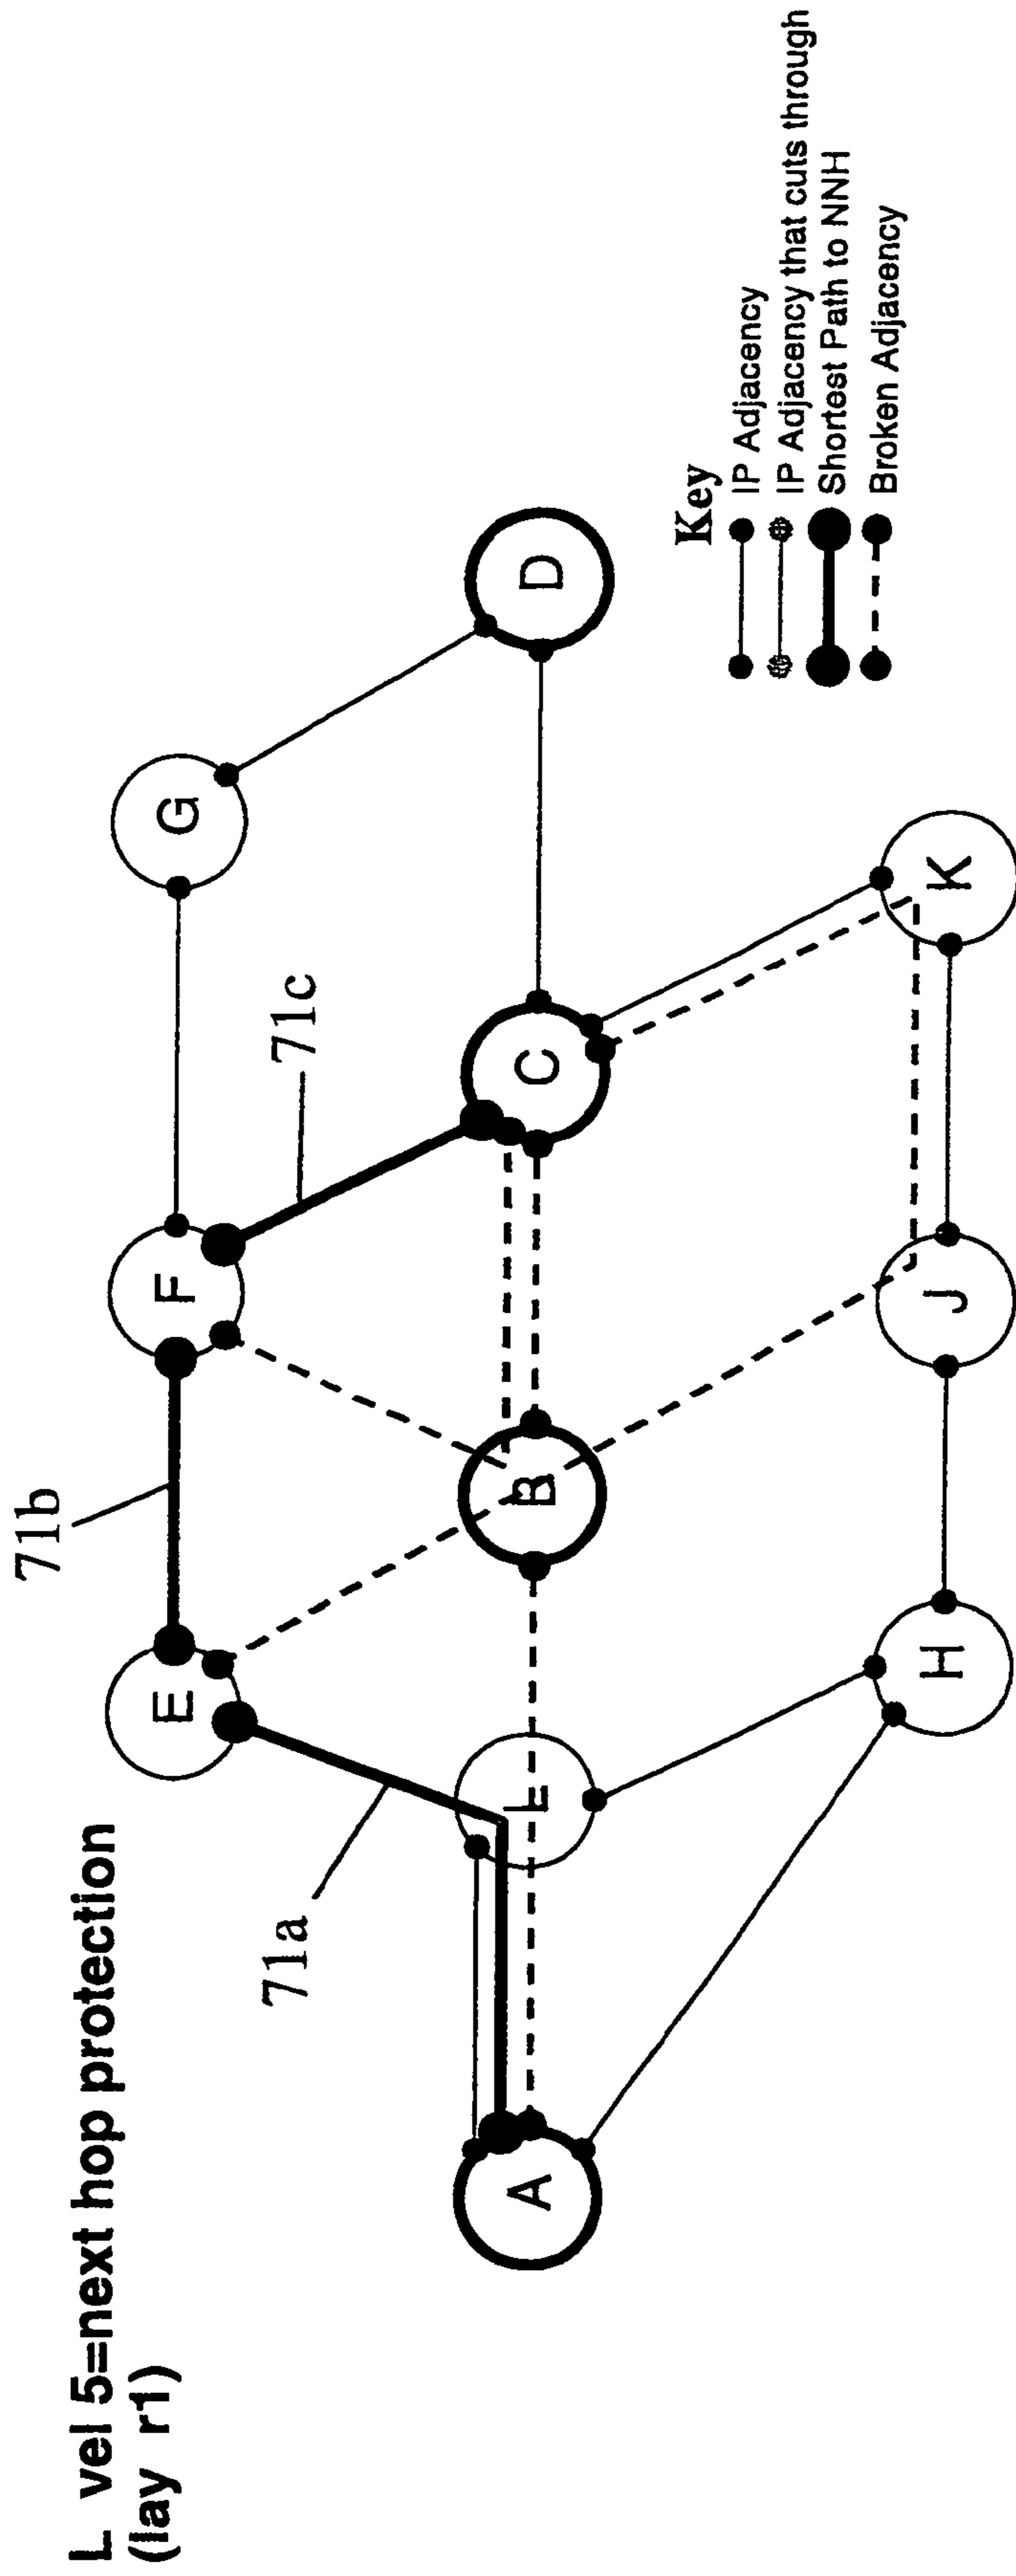 L vel 5=next hop protection
(lay r1)
71a
71b
71c
A
L
E
B
F
C
G
D
H
J
K
Key
IP Adjacency
IP Adjacency that cuts through
Shortest Path to NNH
Broken Adjacency